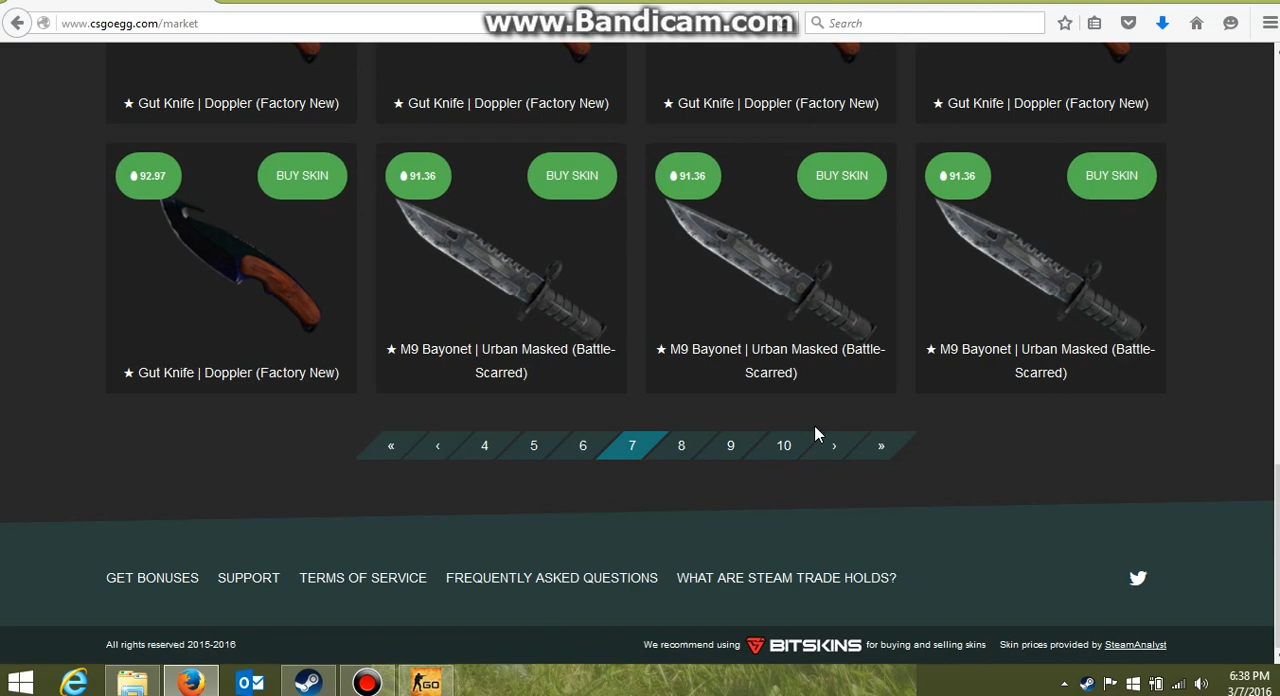 www.csgoegg.com/market
www.Bandicam.com
Search
★ Gut Knife | Doppler (Factory New)
★ Gut Knife | Doppler (Factory New)
★ Gut Knife | Doppler (Factory New)
★ Gut Knife | Doppler (Factory New)
92.97 BUY SKIN
91.36 BUY SKIN
91.36 BUY SKIN
91.36 BUY SKIN
★ Gut Knife | Doppler (Factory New)
★ M9 Bayonet | Urban Masked (Battle-
Scarred)
★ M9 Bayonet | Urban Masked (Battle-
Scarred)
★ M9 Bayonet | Urban Masked (Battle-
Scarred)
« ‹ 4 5 6 7 8 9 10 › »
GET BONUSES SUPPORT TERMS OF SERVICE FREQUENTLY ASKED QUESTIONS WHAT ARE STEAM TRADE HOLDS?
All rights reserved 2015-2016
We recommend using BITSKINS for buying and selling skins Skin prices provided by SteamAnalyst
GO
6:38 PM
3/7/2016